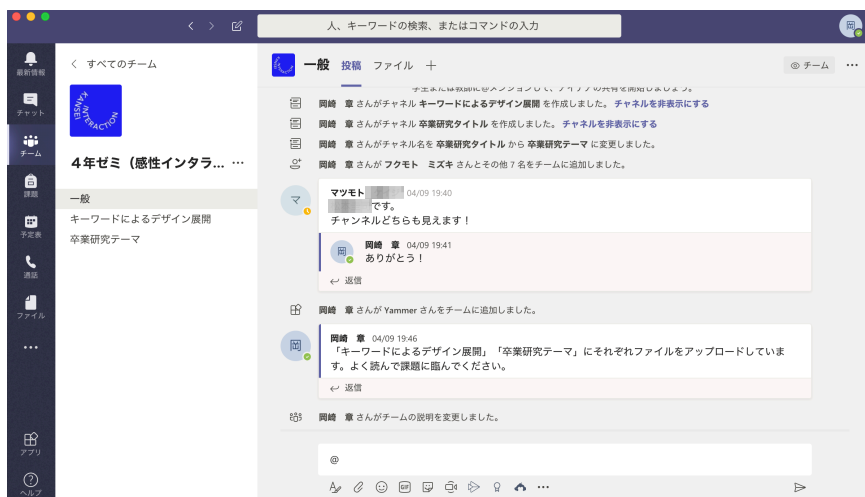 人、キーワードの検索、またはコマンドの入力
岡
最新情報
チャット
チーム
課題
予定表
通話
ファイル
アプリ
ヘルプ
すべてのチーム
KANSEI
INTERACTION
4年ゼミ(感性インタラ... ...
一般
キーワードによるデザイン展開
卒業研究テーマ
一般 投稿 ファイル +
チーム ...
岡崎 章 さんがチャネル キーワードによるデザイン展開 を作成しました。 チャネルを非表示にする
岡崎 章 さんがチャネル 卒業研究タイトル を作成しました。 チャネルを非表示にする
岡崎 章 さんがチャネル名を 卒業研究タイトル から 卒業研究テーマ に変更しました。
岡崎 章 さんが フクモト ミズキ さんとその他 7 名をチームに追加しました。
マ
マツモト 04/09 19:40
です。
チャンネルどちらも見えます!
岡
岡崎 章 04/09 19:41
ありがとう!
返信
岡崎 章 さんが Yammer さんをチームに追加しました。
岡
岡崎 章 04/09 19:46
「キーワードによるデザイン展開」「卒業研究テーマ」にそれぞれファイルをアップロードしていま
す。よく読んで課題に臨んでください。
返信
岡崎 章 さんがチームの説明を変更しました。
@
GIF